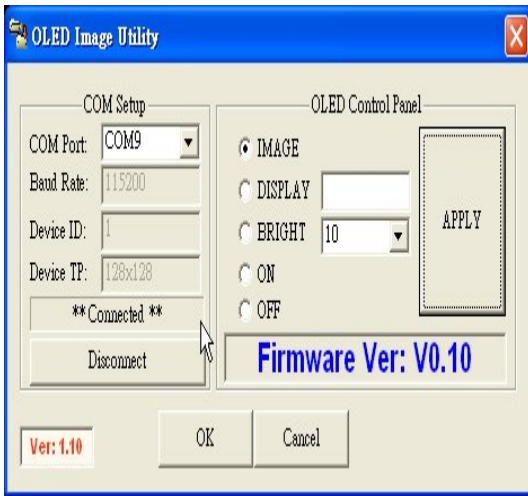 OLED Image Utility
COM Setup
COM Port: COM9
Baud Rate: 115200
Device ID: 1
Device TP: 128x128
** Connected **
Disconnect
OLED Control Panel
IMAGE
DISPLAY
BRIGHT 10
ON
OFF
APPLY
Firmware Ver: V0.10
Ver: 1.10
OK
Cancel